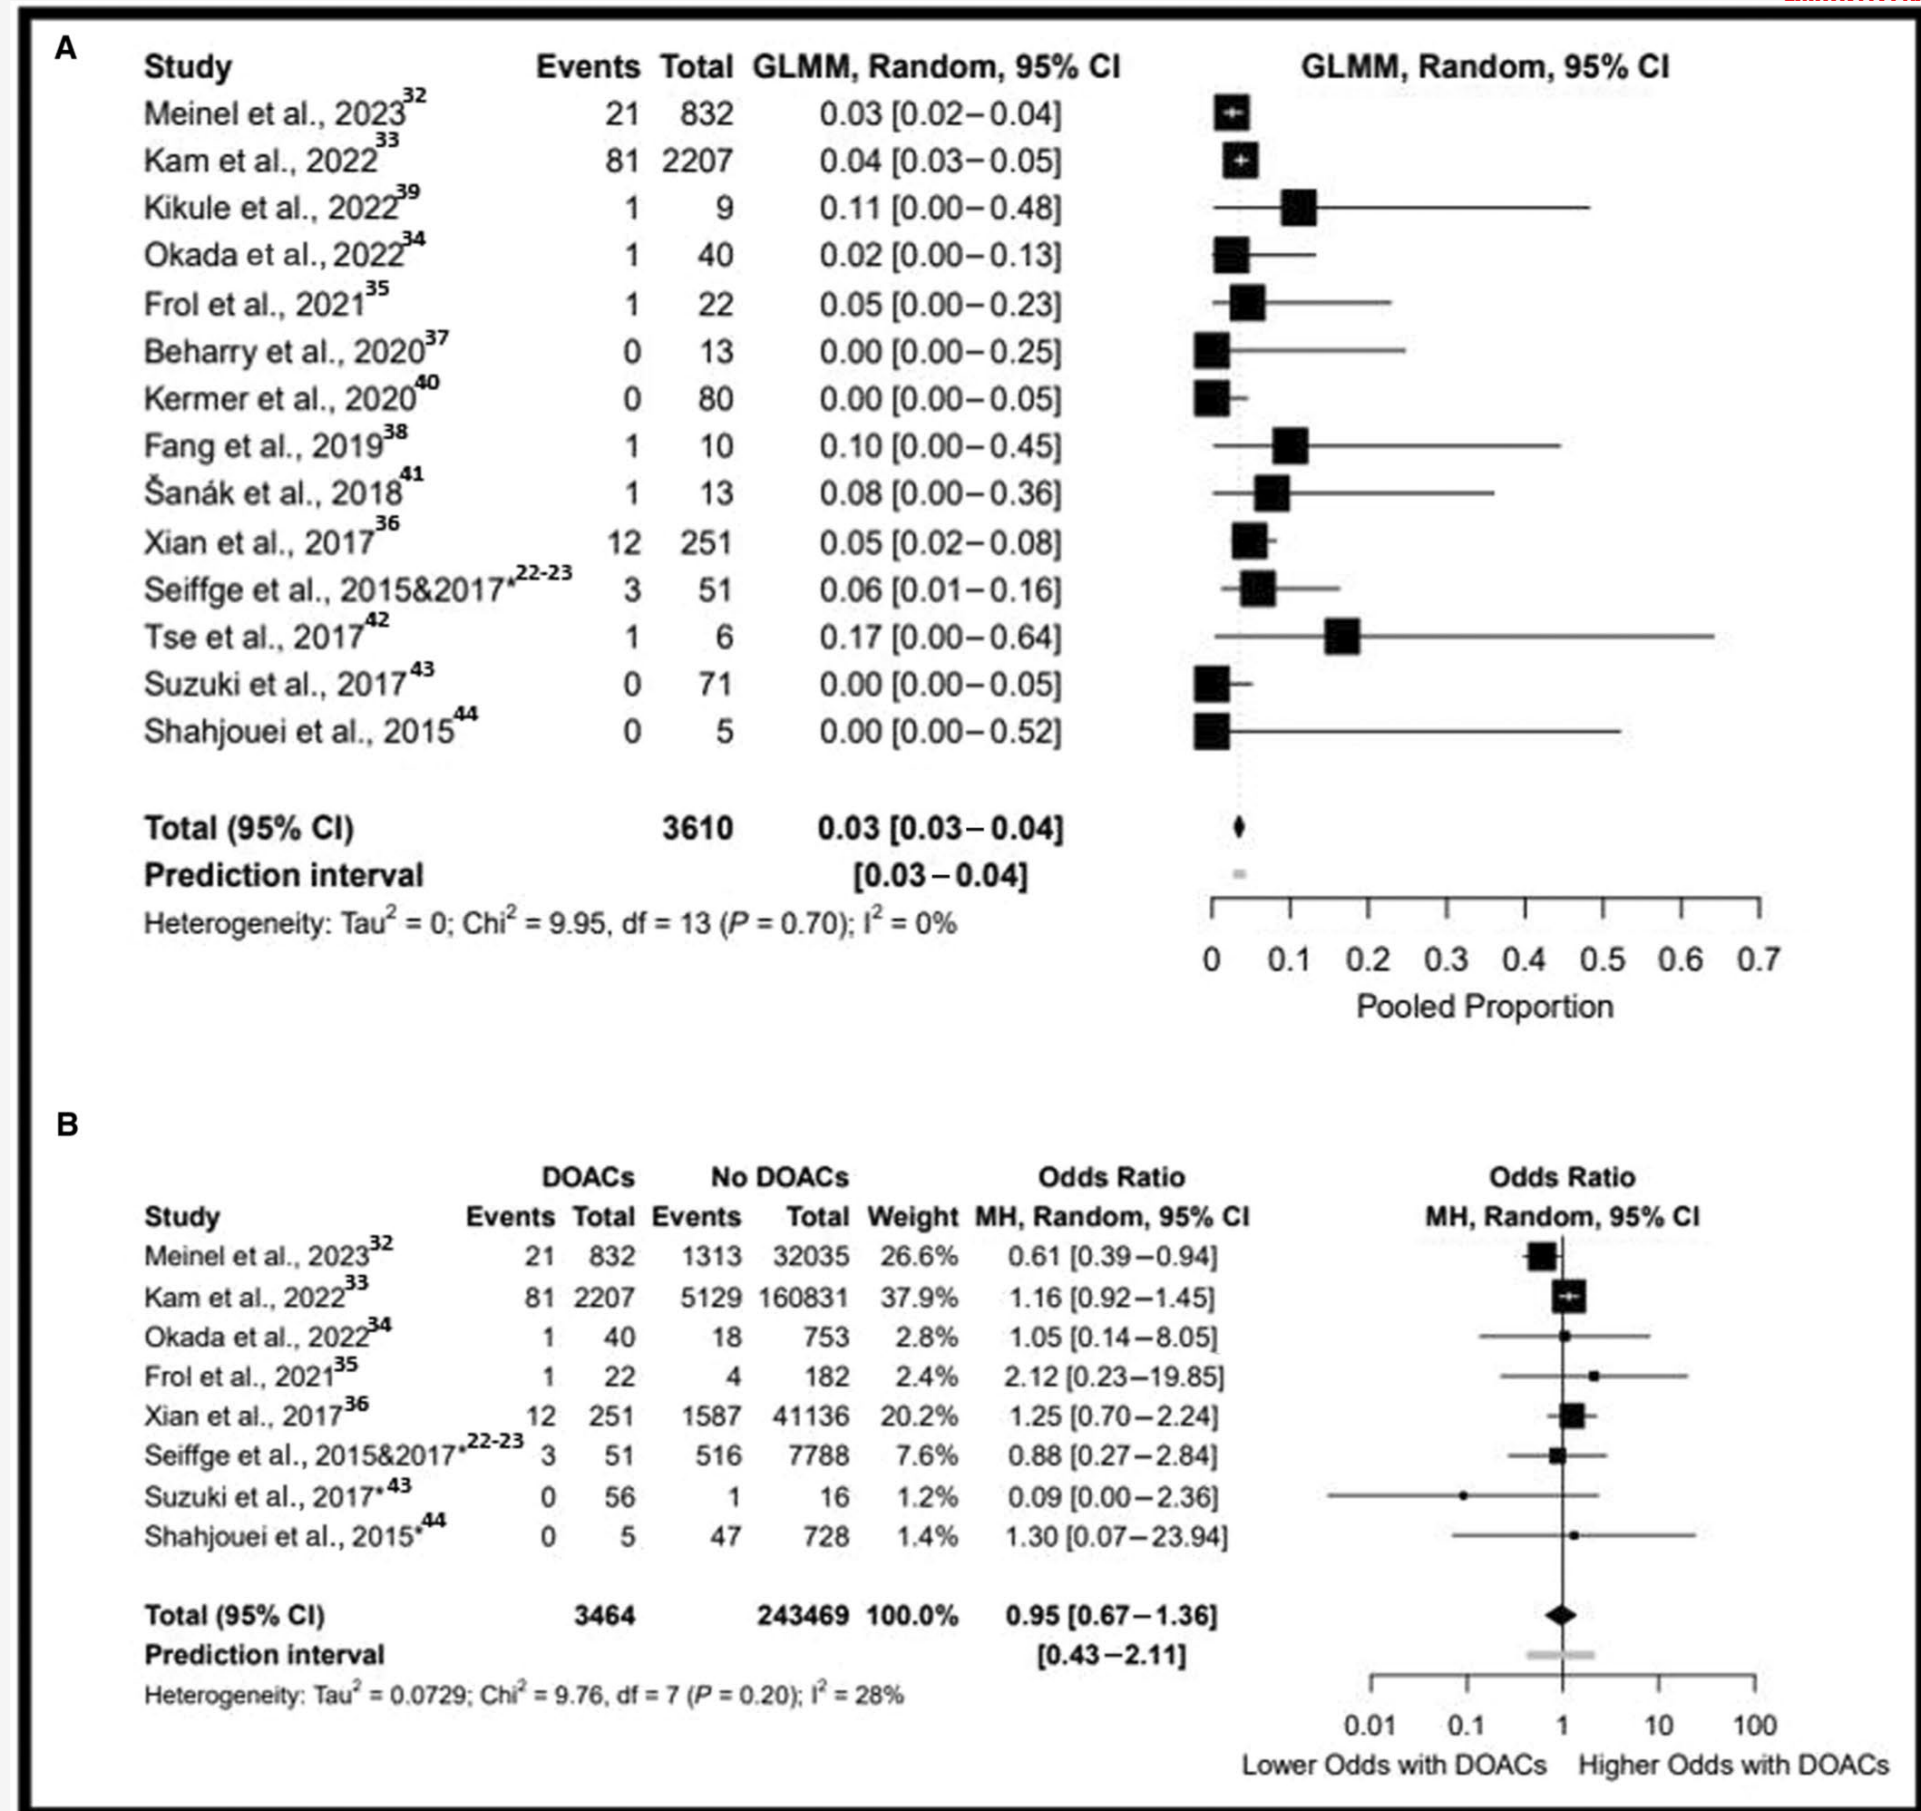 A
Study Events Total GLMM, Random, 95% CI GLMM, Random, 95% CI
Meinel et al., 2023³² 21 832 0.03 [0.02–0.04]
Kam et al., 2022³³ 81 2207 0.04 [0.03–0.05]
Kikule et al., 2022³⁹ 1 9 0.11 [0.00–0.48]
Okada et al., 2022³⁴ 1 40 0.02 [0.00–0.13]
Frol et al., 2021³⁵ 1 22 0.05 [0.00–0.23]
Beharry et al., 2020³⁷ 0 13 0.00 [0.00–0.25]
Kermer et al., 2020⁴⁰ 0 80 0.00 [0.00–0.05]
Fang et al., 2019³⁸ 1 10 0.10 [0.00–0.45]
Šanák et al., 2018⁴¹ 1 13 0.08 [0.00–0.36]
Xian et al., 2017³⁶ 12 251 0.05 [0.02–0.08]
Seiffge et al., 2015&2017*²²⁻²³ 3 51 0.06 [0.01–0.16]
Tse et al., 2017⁴² 1 6 0.17 [0.00–0.64]
Suzuki et al., 2017⁴³ 0 71 0.00 [0.00–0.05]
Shahjouei et al., 2015⁴⁴ 0 5 0.00 [0.00–0.52]
Total (95% CI) 3610 0.03 [0.03–0.04]
Prediction interval [0.03–0.04]
Heterogeneity: Tau² = 0; Chi² = 9.95, df = 13 (P = 0.70); I² = 0%
0 0.1 0.2 0.3 0.4 0.5 0.6 0.7
Pooled Proportion
B
DOACs No DOACs Odds Ratio Odds Ratio
Study Events Total Events Total Weight MH, Random, 95% CI MH, Random, 95% CI
Meinel et al., 2023³² 21 832 1313 32035 26.6% 0.61 [0.39–0.94]
Kam et al., 2022³³ 81 2207 5129 160831 37.9% 1.16 [0.92–1.45]
Okada et al., 2022³⁴ 1 40 18 753 2.8% 1.05 [0.14–8.05]
Frol et al., 2021³⁵ 1 22 4 182 2.4% 2.12 [0.23–19.85]
Xian et al., 2017³⁶ 12 251 1587 41136 20.2% 1.25 [0.70–2.24]
Seiffge et al., 2015&2017*²²⁻²³ 3 51 516 7788 7.6% 0.88 [0.27–2.84]
Suzuki et al., 2017*⁴³ 0 56 1 16 1.2% 0.09 [0.00–2.36]
Shahjouei et al., 2015*⁴⁴ 0 5 47 728 1.4% 1.30 [0.07–23.94]
Total (95% CI) 3464 243469 100.0% 0.95 [0.67–1.36]
Prediction interval [0.43–2.11]
Heterogeneity: Tau² = 0.0729; Chi² = 9.76, df = 7 (P = 0.20); I² = 28%
0.01 0.1 1 10 100
Lower Odds with DOACs Higher Odds with DOACs